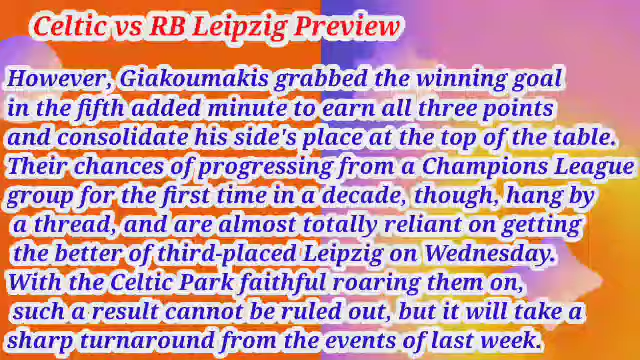 Celtic vs RB Leipzig Preview
However, Giakoumakis grabbed the winning goal
in the fifth added minute to earn all three points
and consolidate his side's place at the top of the table.
Their chances of progressing from a Champions League
group for the first time in a decade, though, hang by
a thread, and are almost totally reliant on getting
the better of third-placed Leipzig on Wednesday.
With the Celtic Park faithful roaring them on,
such a result cannot be ruled out, but it will take a
sharp turnaround from the events of last week.